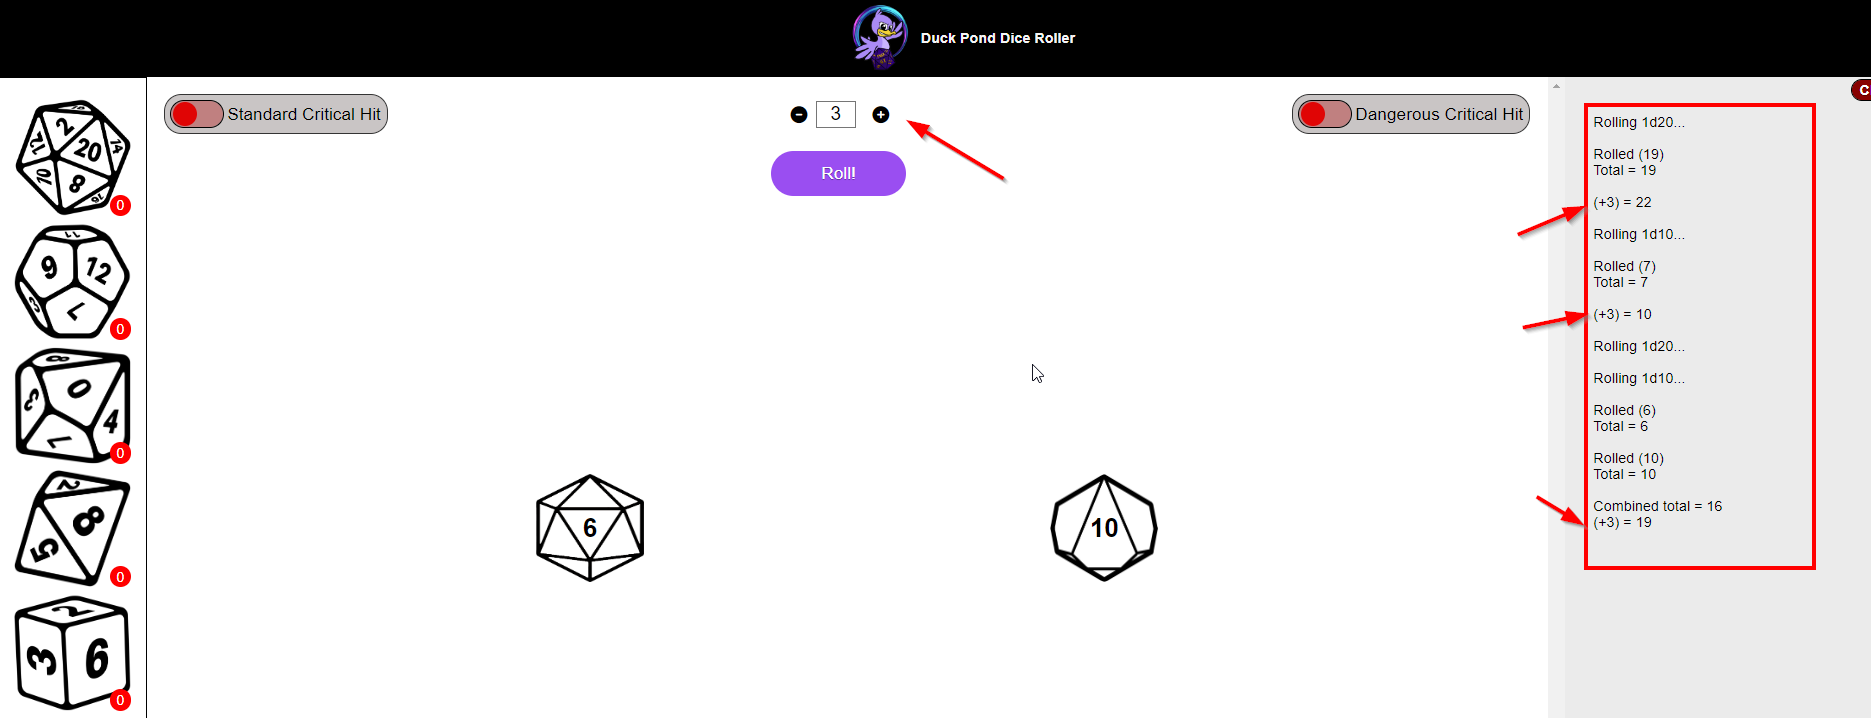 Duck Pond Dice Roller
Standard Critical Hit
3
Dangerous Critical Hit
C
Roll!
Rolling 1d20...
Rolled (19)
Total = 19
(+3) = 22
Rolling 1d10...
Rolled (7)
Total = 7
(+3) = 10
Rolling 1d20...
Rolling 1d10...
Rolled (6)
Total = 6
Rolled (10)
Total = 10
Combined total = 16
(+3) = 19
2
20
8
10
12
14
0
11
9
12
7
3
0
8
0
3
4
1
0
2
8
5
0
2
3
6
0
6
10